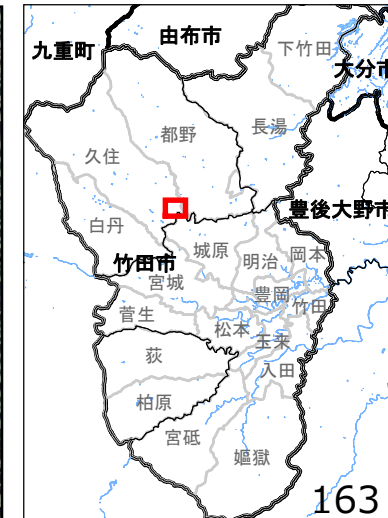 由布市
九重町
下竹田
大分市
都野
長湯
久住
豊後大野市
白丹
城原
岡本
明治
竹田市
宮城
豊岡
竹田
菅生
松本
玉来
荻
入田
柏原
宮砥
嫗獄
163